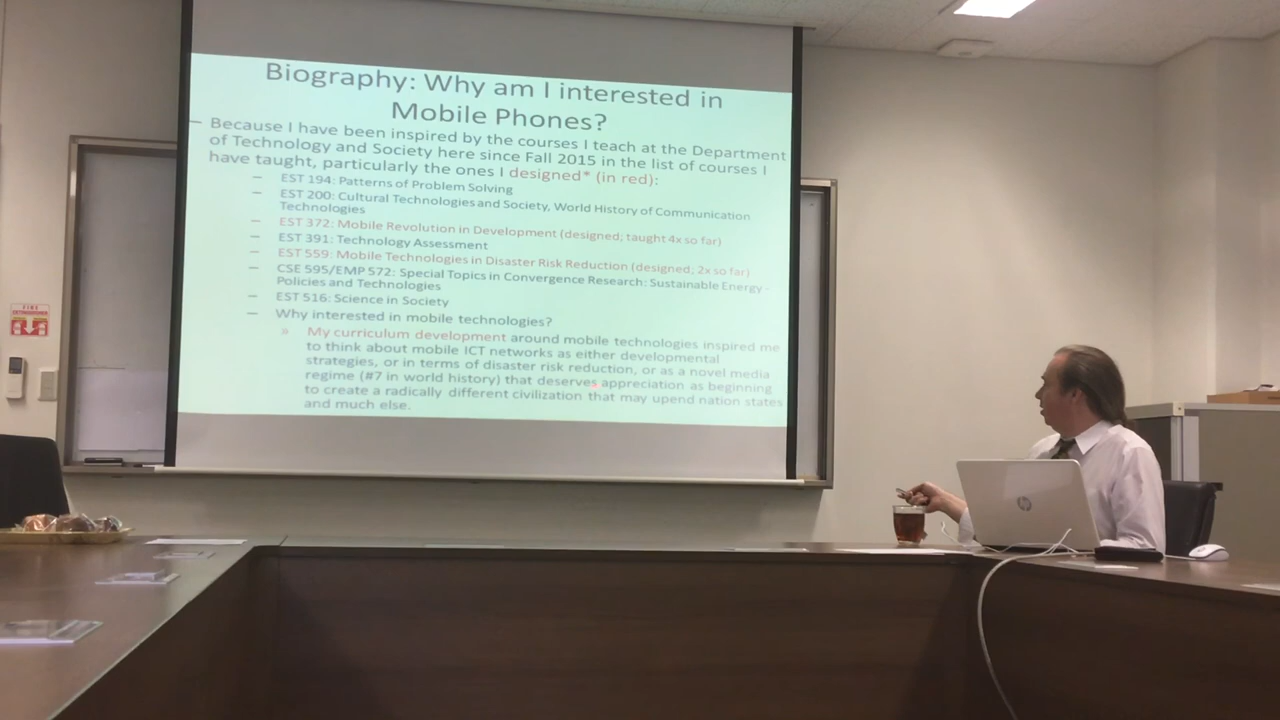 Biography: Why am I interested in
Mobile Phones?
– Because I have been inspired by the courses I teach at the Department
of Technology and Society here since Fall 2015 in the list of courses I
have taught, particularly the ones I designed* (in red):
– EST 194: Patterns of Problem Solving
– EST 200: Cultural Technologies and Society, World History of Communication
Technologies
– EST 372: Mobile Revolution in Development (designed; taught 4x so far)
– EST 391: Technology Assessment
– EST 559: Mobile Technologies in Disaster Risk Reduction (designed; 2x so far)
– CSE 595/EMP 572: Special Topics in Convergence Research: Sustainable Energy -
Policies and Technologies
– EST 516: Science in Society
– Why interested in mobile technologies?
» My curriculum development around mobile technologies inspired me
to think about mobile ICT networks as either developmental
strategies, or in terms of disaster risk reduction, or as a novel media
regime (#7 in world history) that deserves appreciation as beginning
to create a radically different civilization that may upend nation states
and much else.
FIRE
EXTINGUISHER
hp